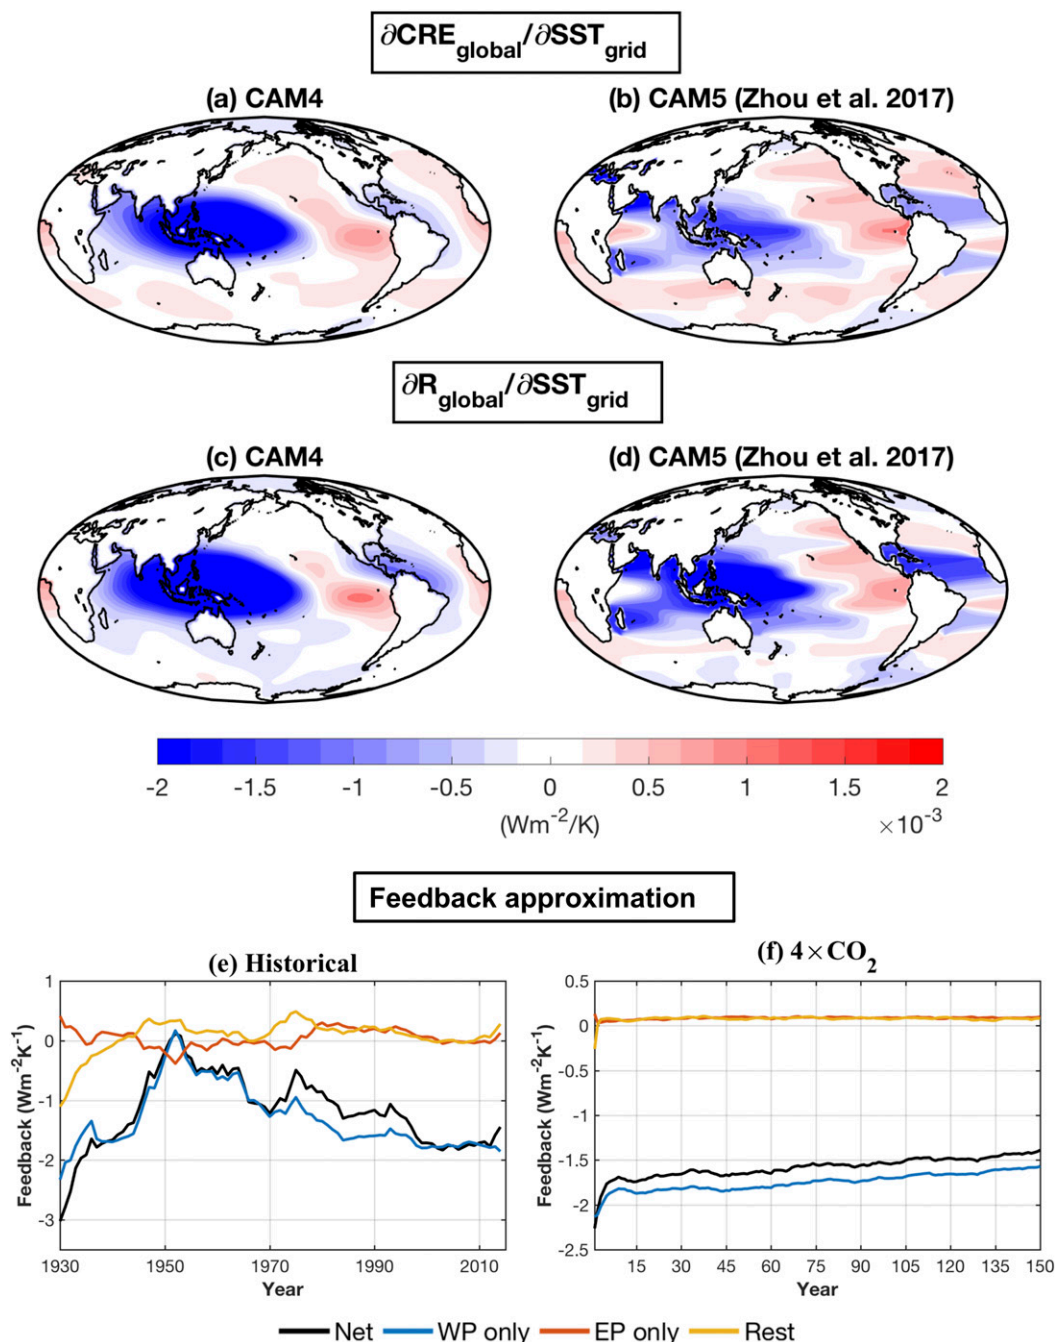 ∂CRE_global/∂SST_grid
(a) CAM4
(b) CAM5 (Zhou et al. 2017)
∂R_global/∂SST_grid
(c) CAM4
(d) CAM5 (Zhou et al. 2017)
-2 -1.5 -1 -0.5 0 0.5 1 1.5 2
(Wm⁻²/K)
×10⁻³
Feedback approximation
(e) Historical
Feedback (Wm⁻²K⁻¹)
1
0
-1
-2
-3
1930 1950 1970 1990 2010
Year
(f) 4×CO₂
Feedback (Wm⁻²K⁻¹)
0.5
0
-0.5
-1
-1.5
-2
-2.5
15 30 45 60 75 90 105 120 135 150
Year
Net WP only EP only Rest